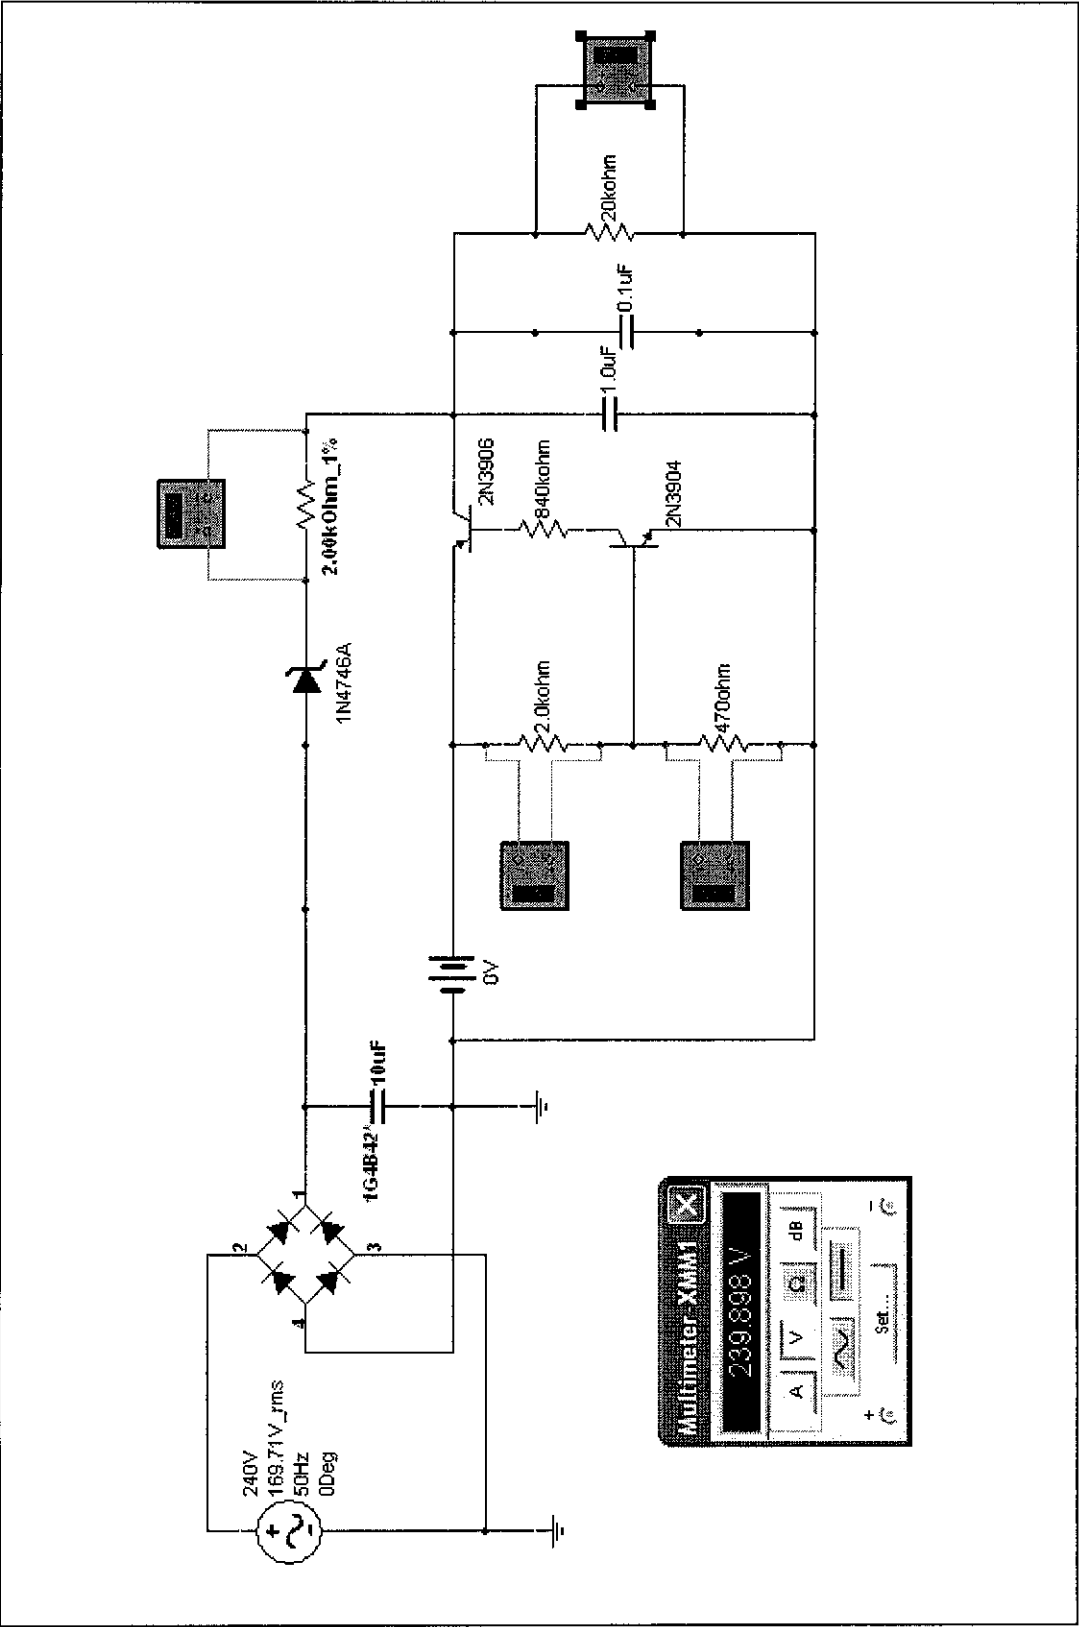 240V
169.71V_rms
50Hz
0Deg
2
1
4
3
1G4B42*
10uF
1N4746A
2.00kOhm_1%
0V
2.0kohm
470ohm
2N3906
840kohm
2N3904
1.0uF
0.1uF
20kohm
Multimeter-XMM1
239.898 V
A
V
Ω
dB
+
Set...
-